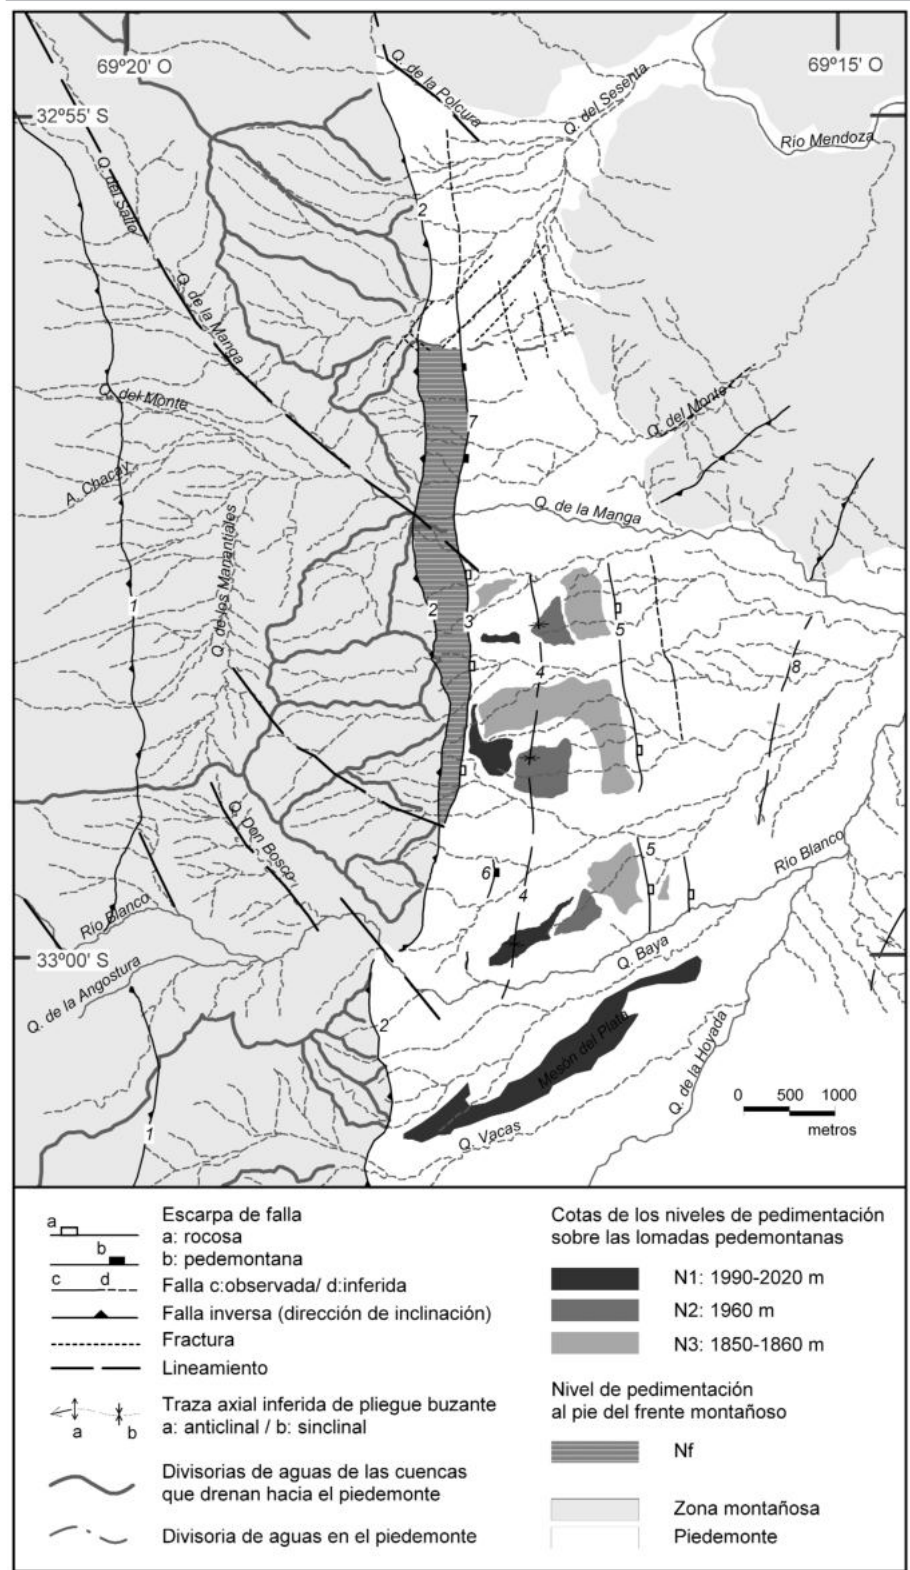 69º20' O
69º15' O
32º55' S
Q. de la Polcura
Q. del Sesenta
Río Mendoza
Q. del Salto
2
Q. de la Manga
Q. del Monte
7
Q. del Monte
A. Chacay
Q. de los Manantiales
Q. de la Manga
1
2
3
5
4
8
Q. Don Bosco
6
5
4
Río Blanco
Río Blanco
33º00' S
Q. de la Angostura
Q. Baya
2
Mesón del Plata
Q. de la Hoyada
1
Q. Vacas
0 500 1000
metros
Escarpa de falla
a
a: rocosa
b
b: pedemontana
c d
Falla c:observada/ d:inferida
Falla inversa (dirección de inclinación)
Fractura
Lineamiento
Traza axial inferida de pliegue buzante
a: anticlinal / b: sinclinal
a b
Divisorias de aguas de las cuencas
que drenan hacia el piedemonte
Divisoria de aguas en el piedemonte
Cotas de los niveles de pedimentación
sobre las lomadas pedemontanas
N1: 1990-2020 m
N2: 1960 m
N3: 1850-1860 m
Nivel de pedimentación
al pie del frente montañoso
Nf
Zona montañosa
Piedemonte